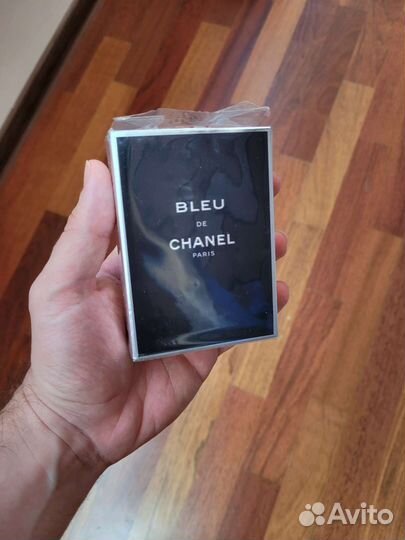 BLEU
DE
CHANEL
PARIS
Avito